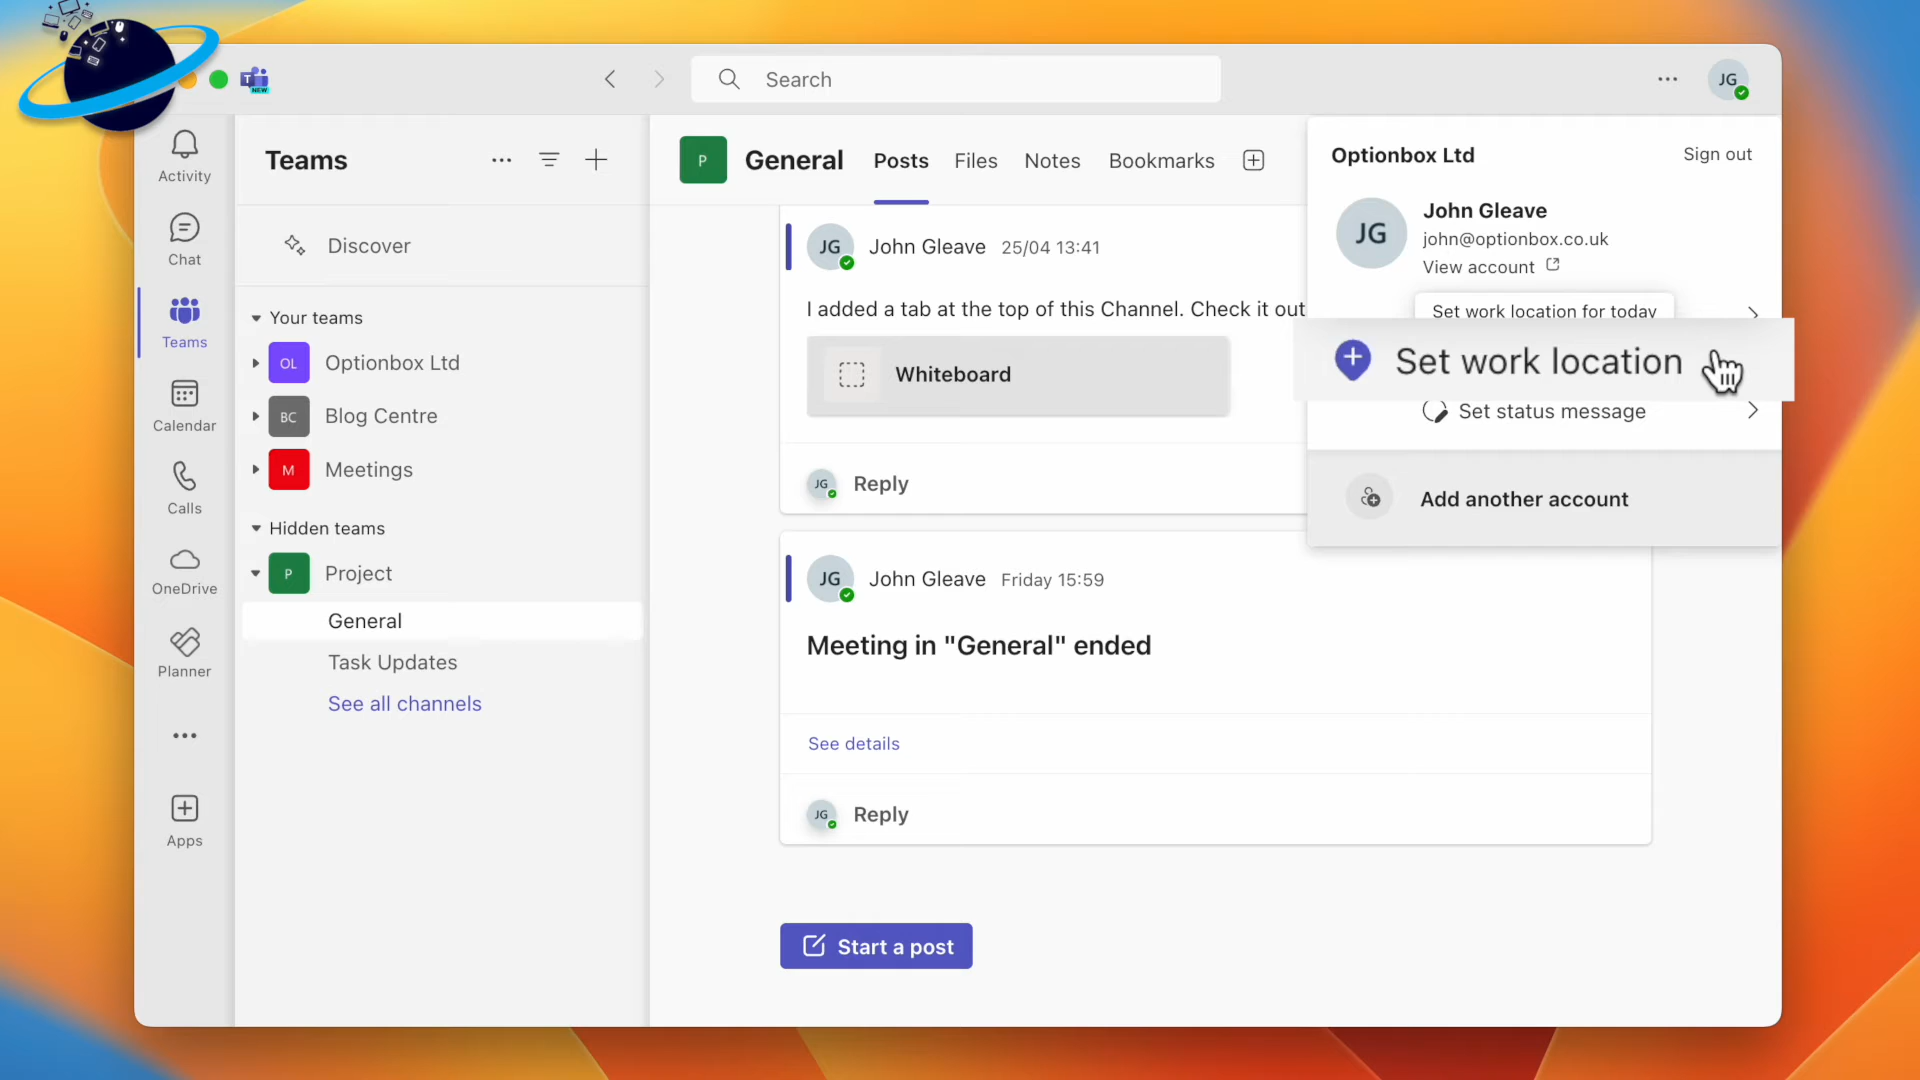 T
NEW
Search
JG
Activity
Chat
Teams
Calendar
Calls
OneDrive
Planner
Apps
Teams
Discover
Your teams
OL Optionbox Ltd
BC Blog Centre
M Meetings
Hidden teams
P Project
General
Task Updates
See all channels
P General Posts Files Notes Bookmarks
JG John Gleave 25/04 13:41
I added a tab at the top of this Channel. Check it out
Whiteboard
JG Reply
JG John Gleave Friday 15:59
Meeting in "General" ended
See details
JG Reply
Start a post
Optionbox Ltd Sign out
JG John Gleave
john@optionbox.co.uk
View account
Set work location for today
Set work location
Set status message
Add another account